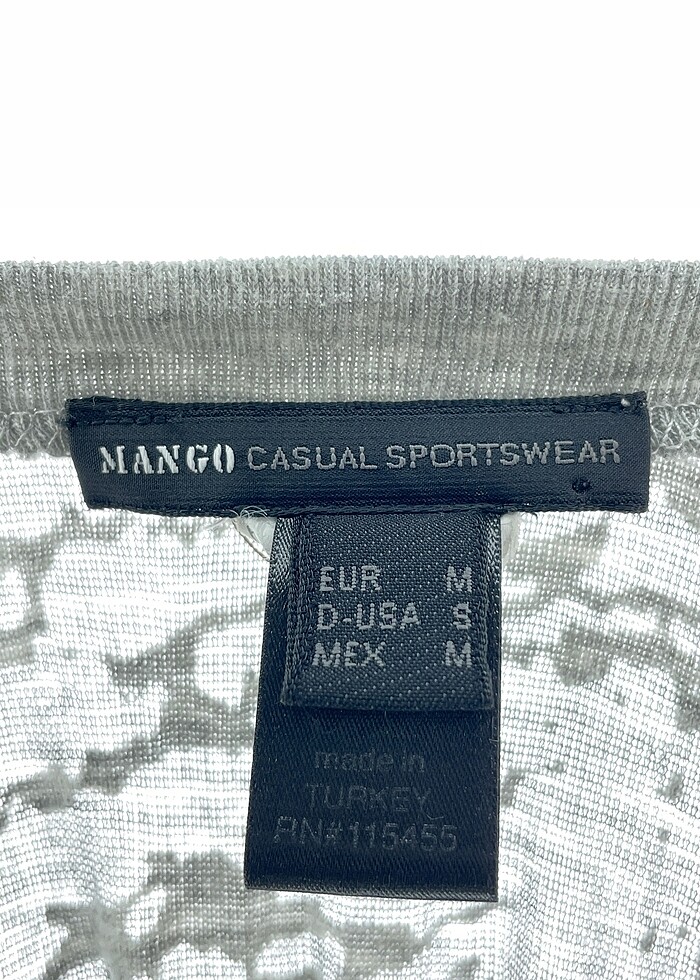 MANGO CASUAL SPORTSWEAR
EUR M
D-USA S
MEX M
made in
TURKEY
RN#115455